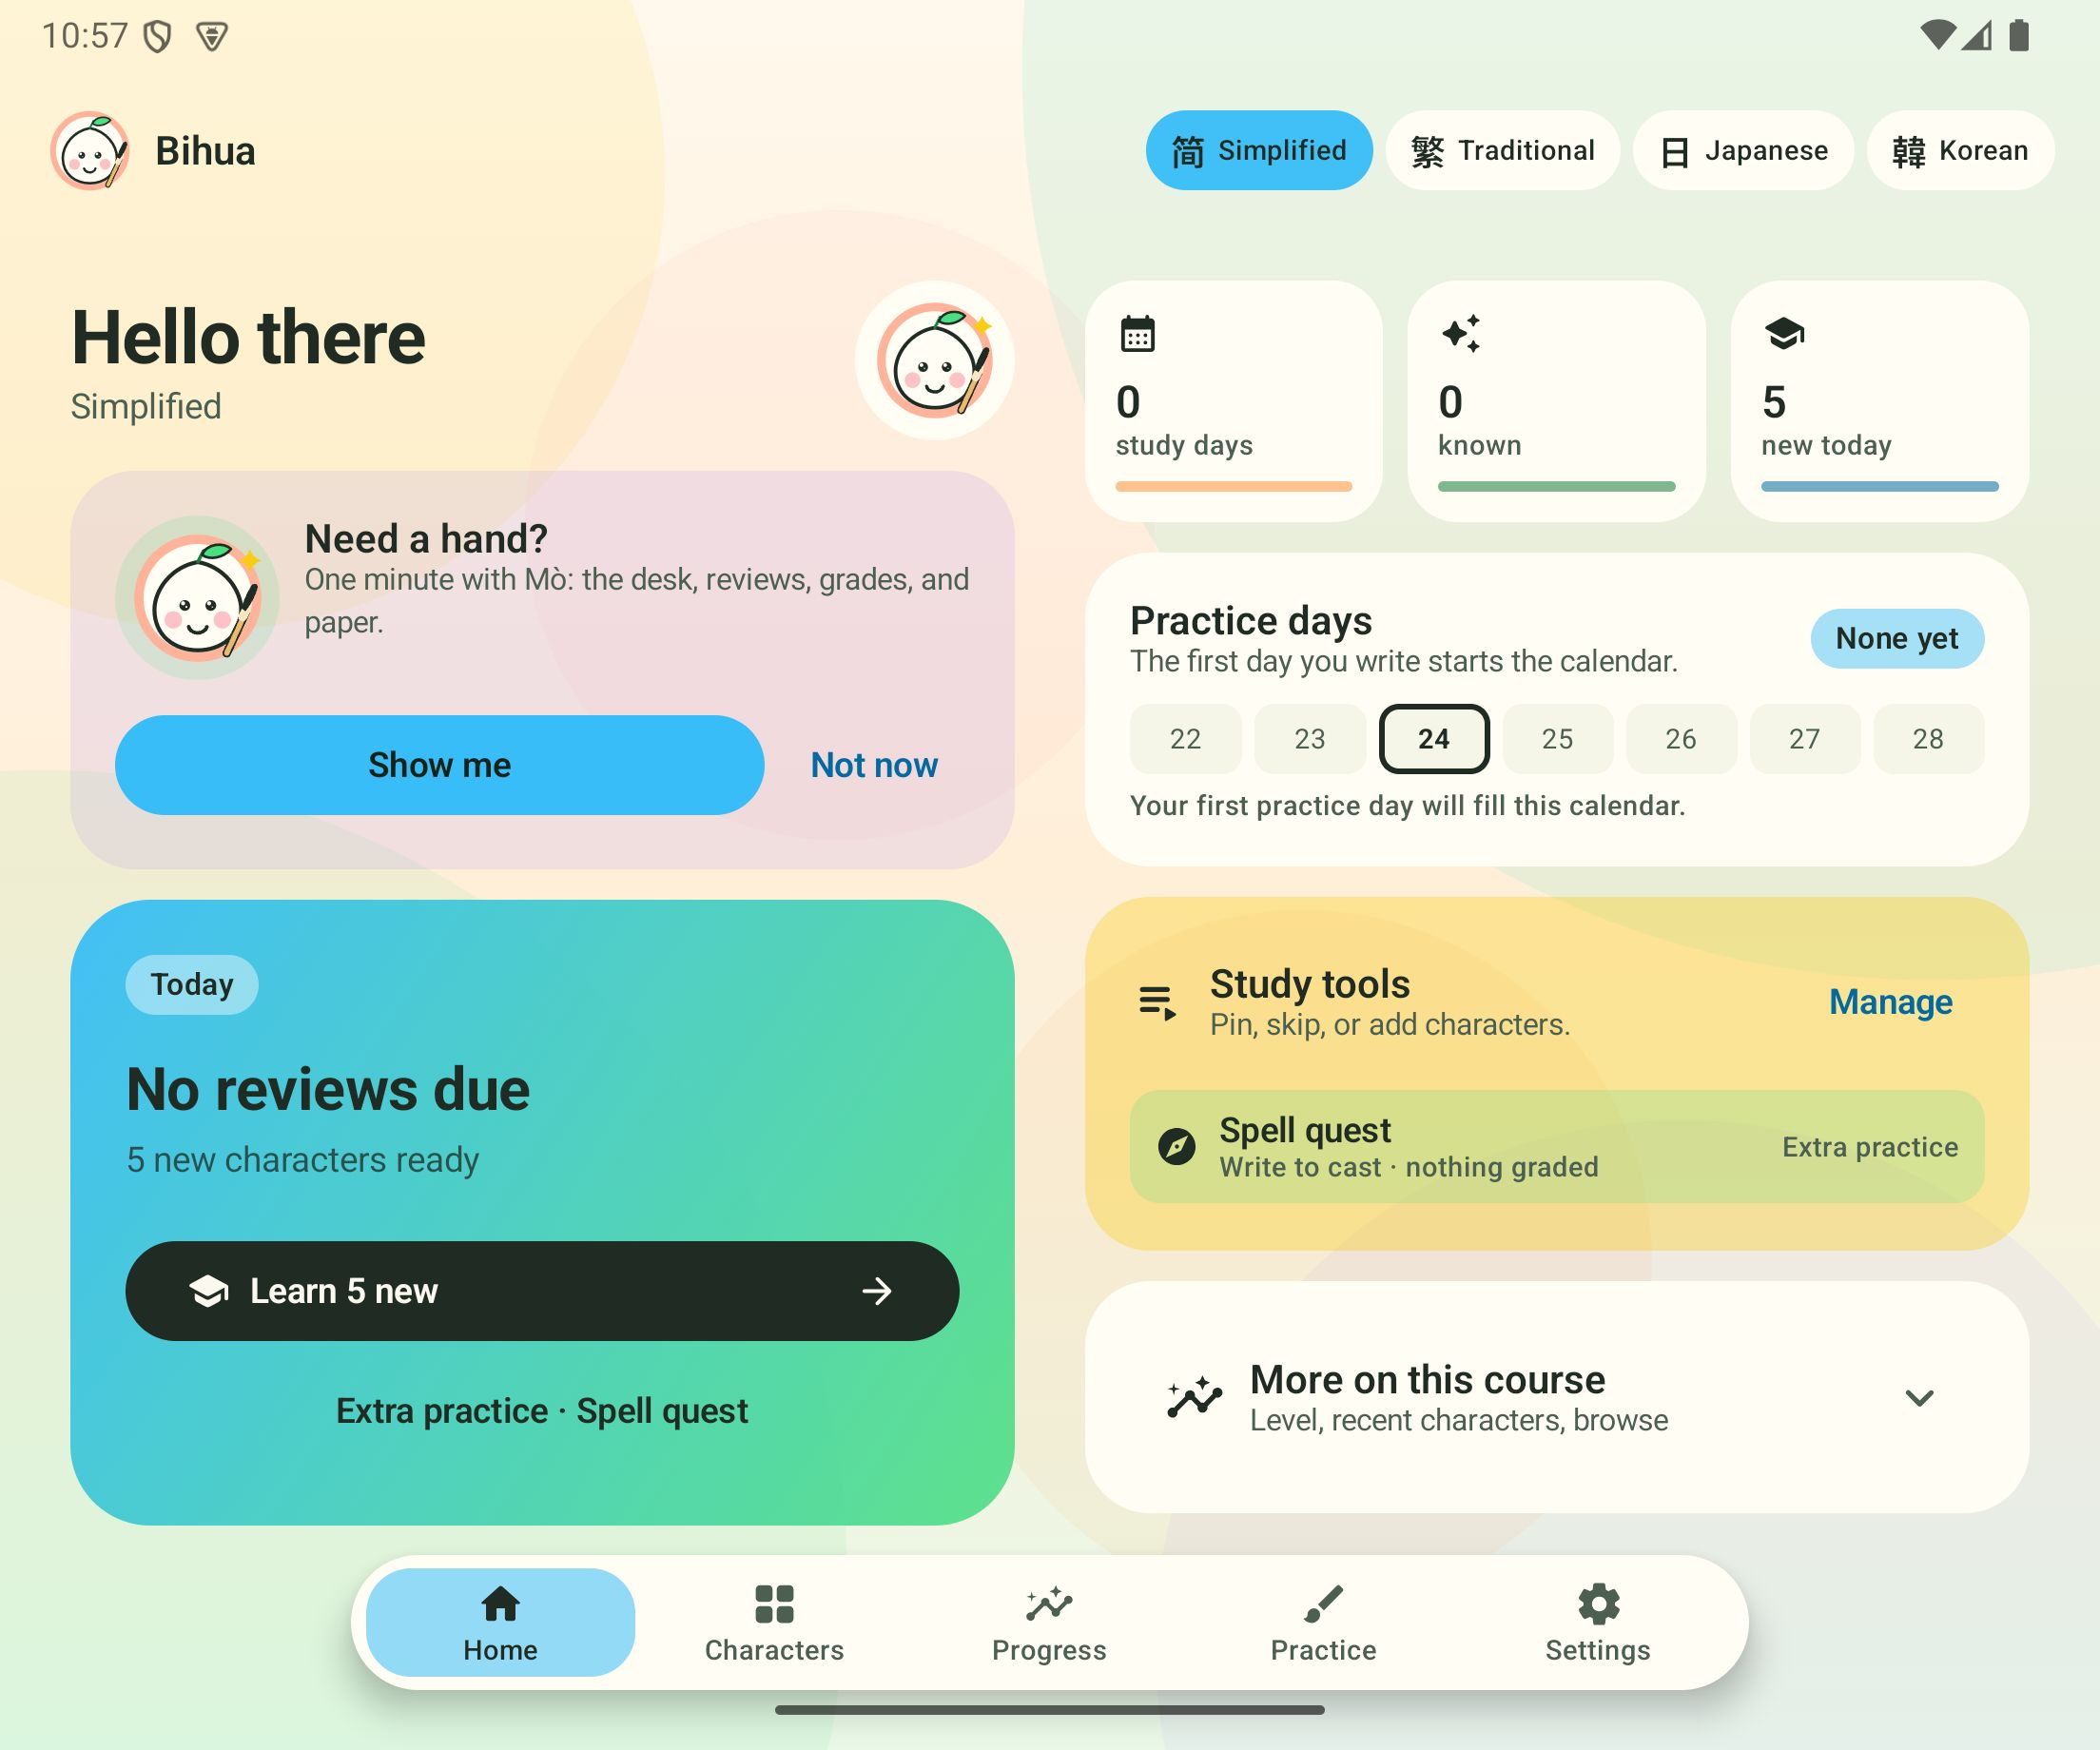 10:57
Bihua
简 Simplified
繁 Traditional
日 Japanese
韓 Korean
Hello there
Simplified
Need a hand?
One minute with Mò: the desk, reviews, grades, and
paper.
Show me
Not now
Today
No reviews due
5 new characters ready
Learn 5 new
Extra practice · Spell quest
0
study days
0
known
5
new today
Practice days
The first day you write starts the calendar.
None yet
22 23 24 25 26 27 28
Your first practice day will fill this calendar.
Study tools
Pin, skip, or add characters.
Manage
Spell quest
Write to cast · nothing graded
Extra practice
More on this course
Level, recent characters, browse
Home
Characters
Progress
Practice
Settings